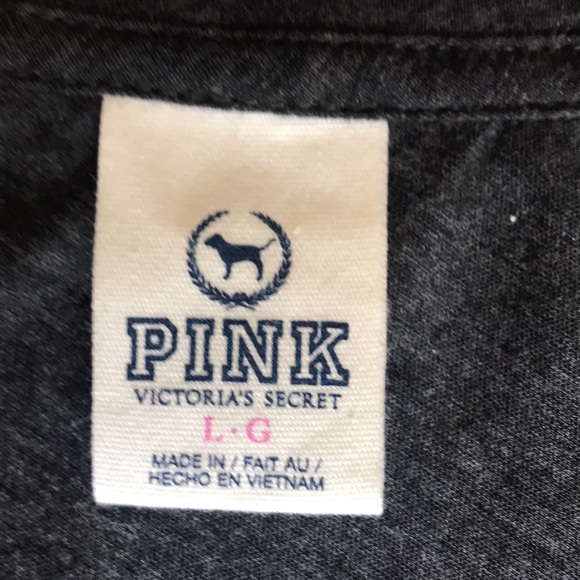 PINK
VICTORIA'S SECRET
L·G
MADE IN / FAIT AU /
HECHO EN VIETNAM